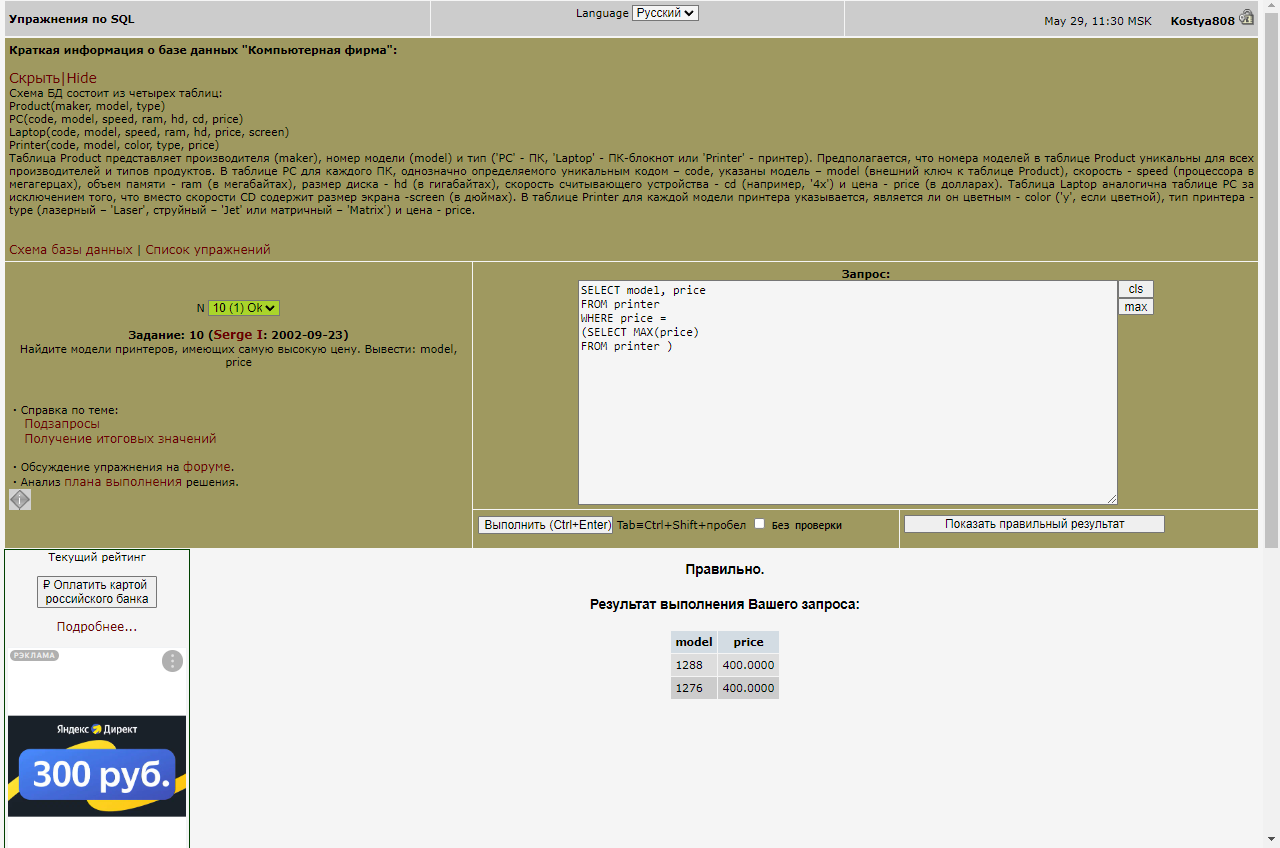 Упражнения по SQL
Language Русский
May 29, 11:30 MSK Kostya808
Краткая информация о базе данных "Компьютерная фирма":
Скрыть|Hide
Схема БД состоит из четырех таблиц:
Product(maker, model, type)
PC(code, model, speed, ram, hd, cd, price)
Laptop(code, model, speed, ram, hd, price, screen)
Printer(code, model, color, type, price)
Таблица Product представляет производителя (maker), номер модели (model) и тип ('PC' - ПК, 'Laptop' - ПК-блокнот или 'Printer' - принтер). Предполагается, что номера моделей в таблице Product уникальны для всех
производителей и типов продуктов. В таблице PC для каждого ПК, однозначно определяемого уникальным кодом – code, указаны модель – model (внешний ключ к таблице Product), скорость - speed (процессора в
мегагерцах), объем памяти - ram (в мегабайтах), размер диска - hd (в гигабайтах), скорость считывающего устройства - cd (например, '4x') и цена - price (в долларах). Таблица Laptop аналогична таблице РС за
исключением того, что вместо скорости CD содержит размер экрана -screen (в дюймах). В таблице Printer для каждой модели принтера указывается, является ли он цветным - color ('y', если цветной), тип принтера -
type (лазерный – 'Laser', струйный – 'Jet' или матричный – 'Matrix') и цена - price.
Схема базы данных | Список упражнений
N 10 (1) Ok
Задание: 10 (Serge I: 2002-09-23)
Найдите модели принтеров, имеющих самую высокую цену. Вывести: model,
price
· Справка по теме:
Подзапросы
Получение итоговых значений
· Обсуждение упражнения на форуме.
· Анализ плана выполнения решения.
Запрос:
SELECT model, price
FROM printer
WHERE price =
(SELECT MAX(price)
FROM printer )
cls
max
Выполнить (Ctrl+Enter) Tab=Ctrl+Shift+пробел Без проверки
Показать правильный результат
Текущий рейтинг
₽ Оплатить картой
российского банка
Подробнее...
РЭКЛАМА
Яндекс Директ
300 руб.
Правильно.
Результат выполнения Вашего запроса:
model price
1288 400.0000
1276 400.0000